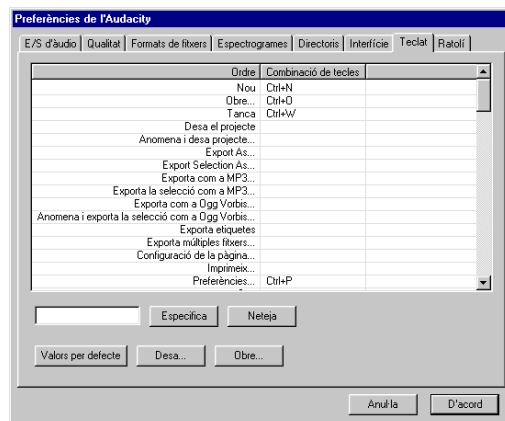 Preferències de l'Audacity
E/S d'àudio Qualitat Formats de fitxers Espectrogrames Directoris Interfície Teclat Ratolí
Ordre Combinació de tecles
Nou Ctrl+N
Obre... Ctrl+O
Tanca Ctrl+W
Desa el projecte
Anomena i desa projecte...
Export As...
Export Selection As...
Exporta com a MP3...
Exporta la selecció com a MP3...
Exporta com a Ogg Vorbis...
Anomena i exporta la selecció com a Ogg Vorbis...
Exporta etiquetes
Exporta múltiples fitxers...
Configuració de la pàgina...
Imprimeix...
Preferències... Ctrl+P
Especifica Neteja
Valors per defecte Desa... Obre...
Anul·la D'acord